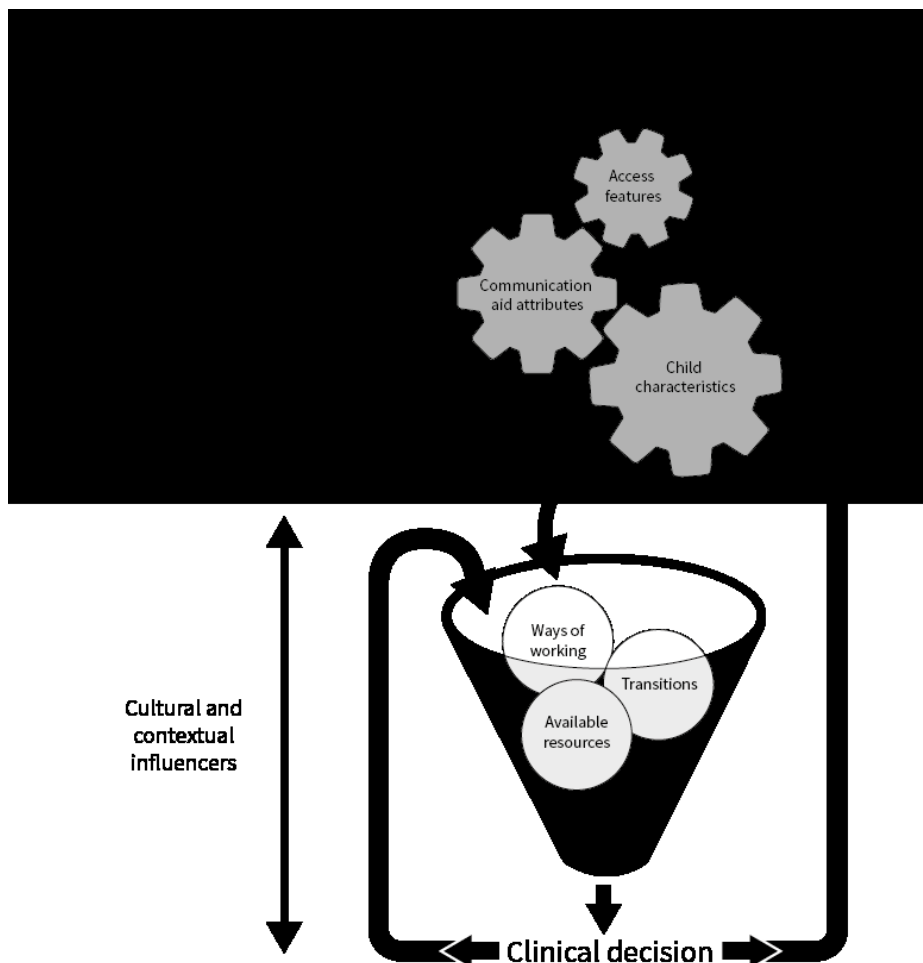 Access
features
Communication
aid attributes
Child
characteristics
Ways of
working
Transitions
Available
resources
Cultural and
contextual
influencers
Clinical decision